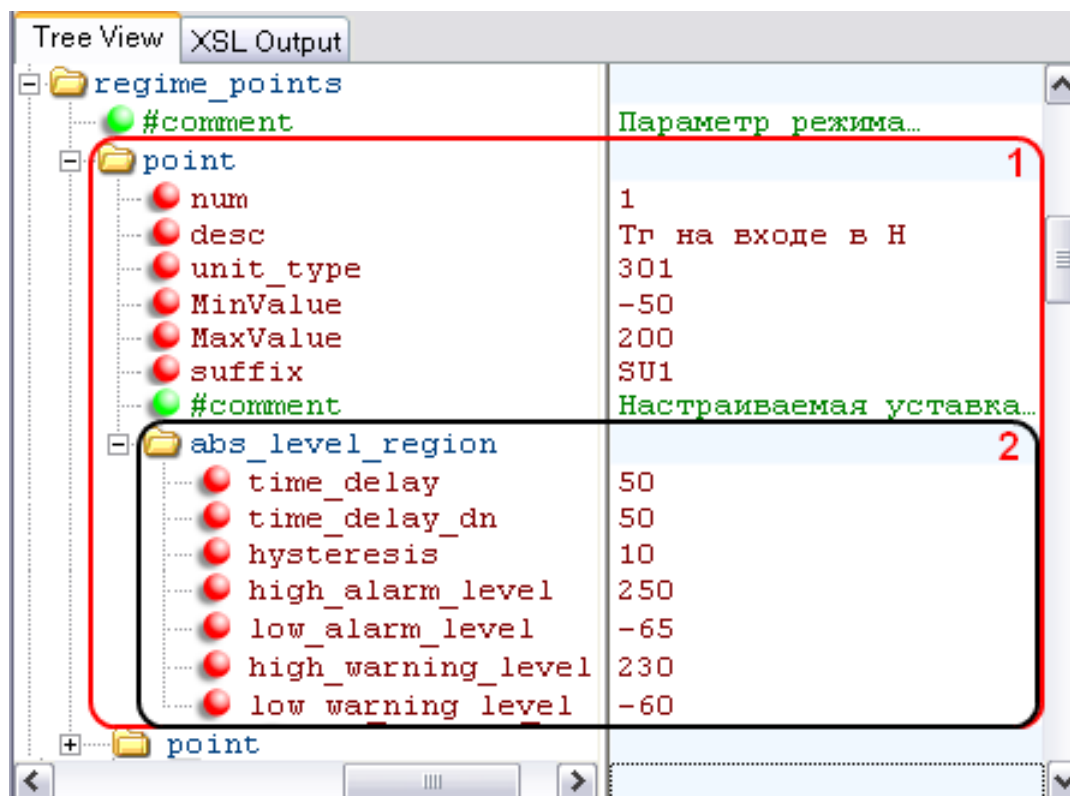 Tree View XSL Output
regime_points
#comment Параметр режима…
point 1
num 1
desc Тг на входе в Н
unit_type 301
MinValue -50
MaxValue 200
suffix SU1
#comment Настраиваемая уставка…
abs_level_region 2
time_delay 50
time_delay_dn 50
hysteresis 10
high_alarm_level 250
low_alarm_level -65
high_warning_level 230
low_warning_level -60
point